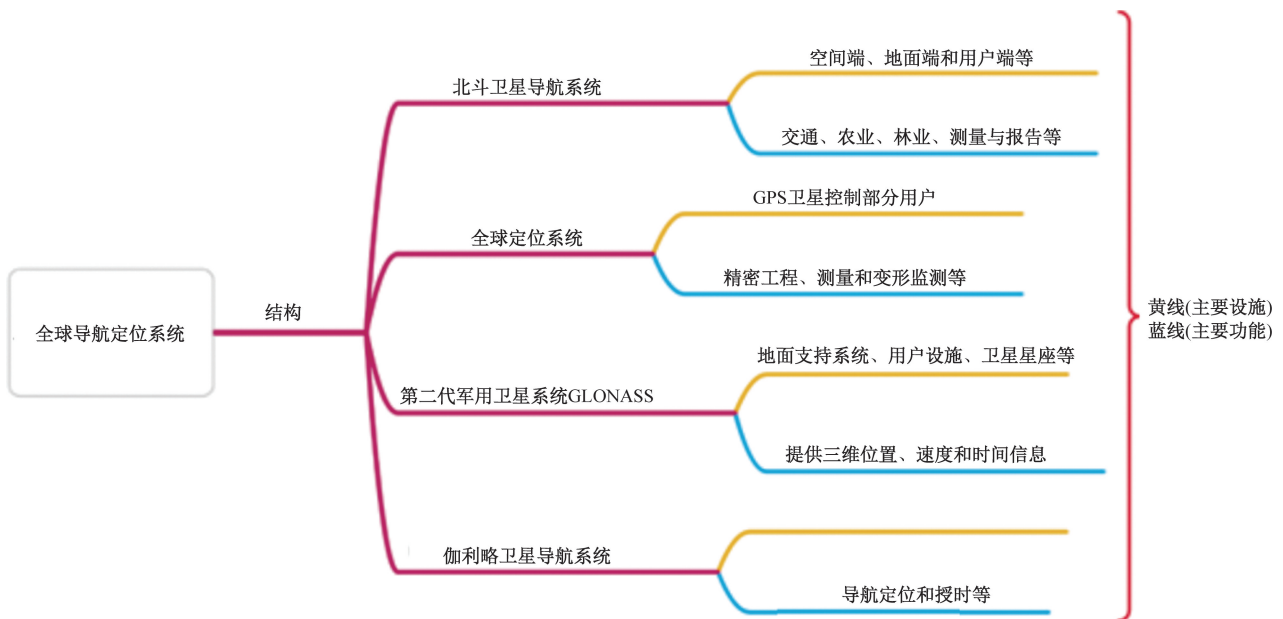 全球导航定位系统
结构
北斗卫星导航系统
空间端、地面端和用户端等
交通、农业、林业、测量与报告等
全球定位系统
GPS卫星控制部分用户
精密工程、测量和变形监测等
第二代军用卫星系统GLONASS
地面支持系统、用户设施、卫星星座等
提供三维位置、速度和时间信息
伽利略卫星导航系统
导航定位和授时等
黄线(主要设施)
蓝线(主要功能)